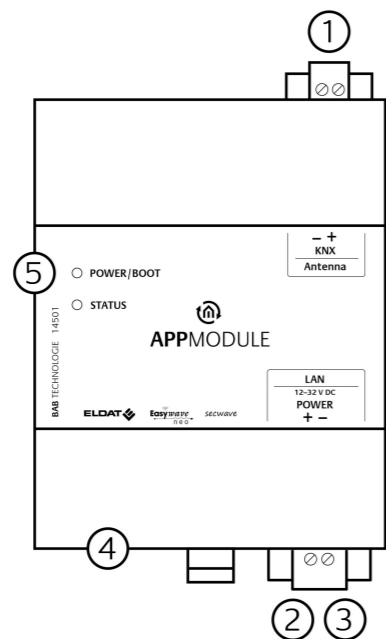 1
– +
KNX
Antenna
5
POWER/BOOT
STATUS
APPMODULE
BAB TECHNOLOGIE 14501
LAN
12–32 V DC
POWER
+ –
ELDAT
Easywave
neo
secwave
4
2
3